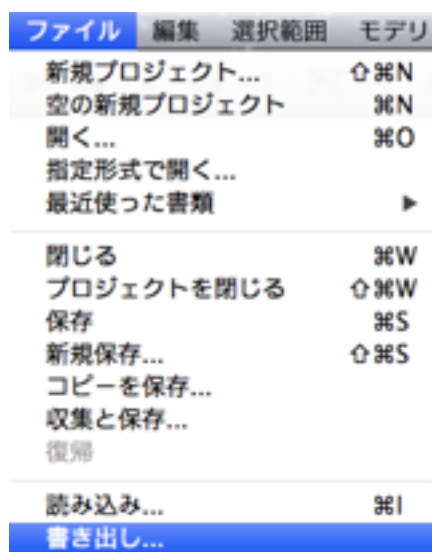 ファイル 編集 選択範囲 モデリ
新規プロジェクト... ⇧⌘N
空の新規プロジェクト ⌘N
開く... ⌘O
指定形式で開く...
最近使った書類 ▶
閉じる ⌘W
プロジェクトを閉じる ⇧⌘W
保存 ⌘S
新規保存... ⇧⌘S
コピーを保存...
収集と保存...
復帰
読み込み... ⌘I
書き出し...